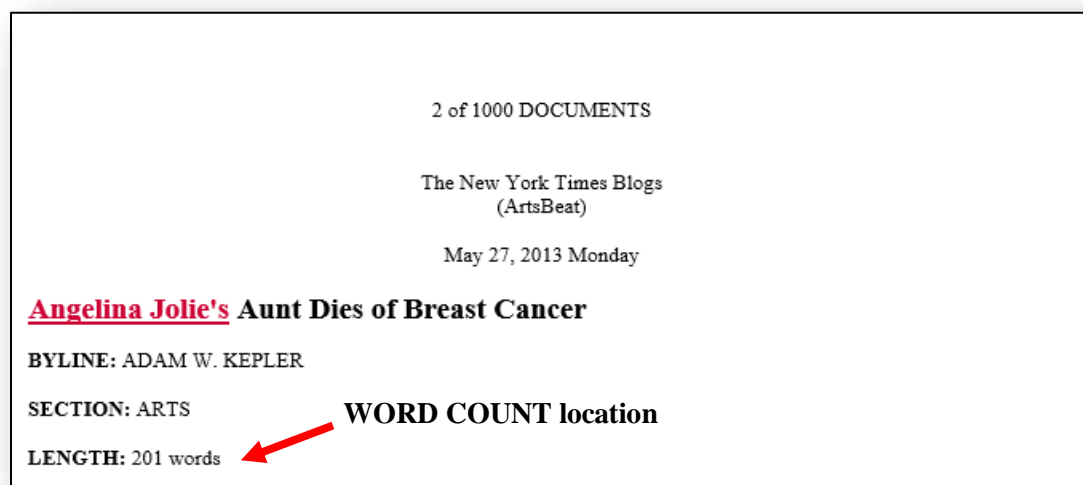 2 of 1000 DOCUMENTS
The New York Times Blogs
(ArtsBeat)
May 27, 2013 Monday
Angelina Jolie's Aunt Dies of Breast Cancer
BYLINE: ADAM W. KEPLER
SECTION: ARTS
WORD COUNT location
LENGTH: 201 words